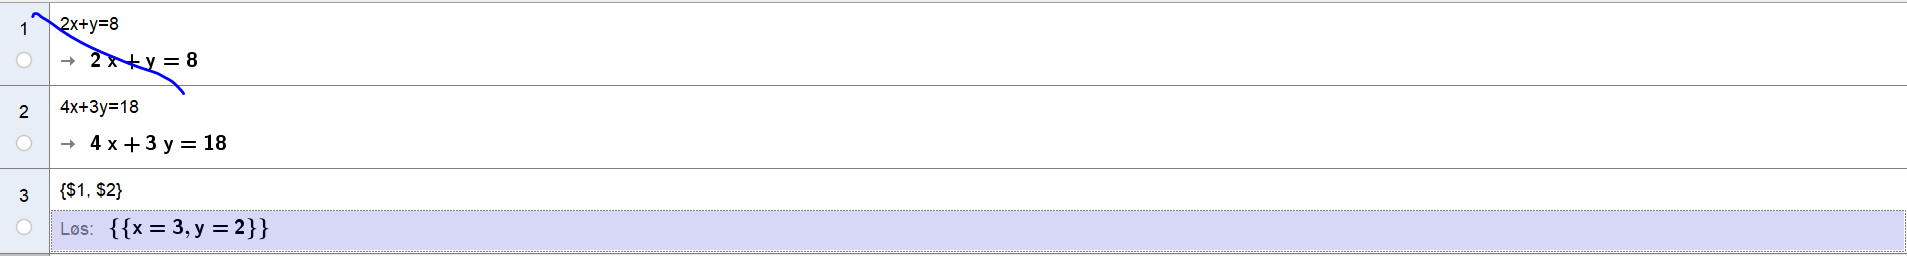 1 2x+y=8
→ 2 x + y = 8
2 4x+3y=18
→ 4 x + 3 y = 18
3 {$1, $2}
Løs: {{x = 3, y = 2}}